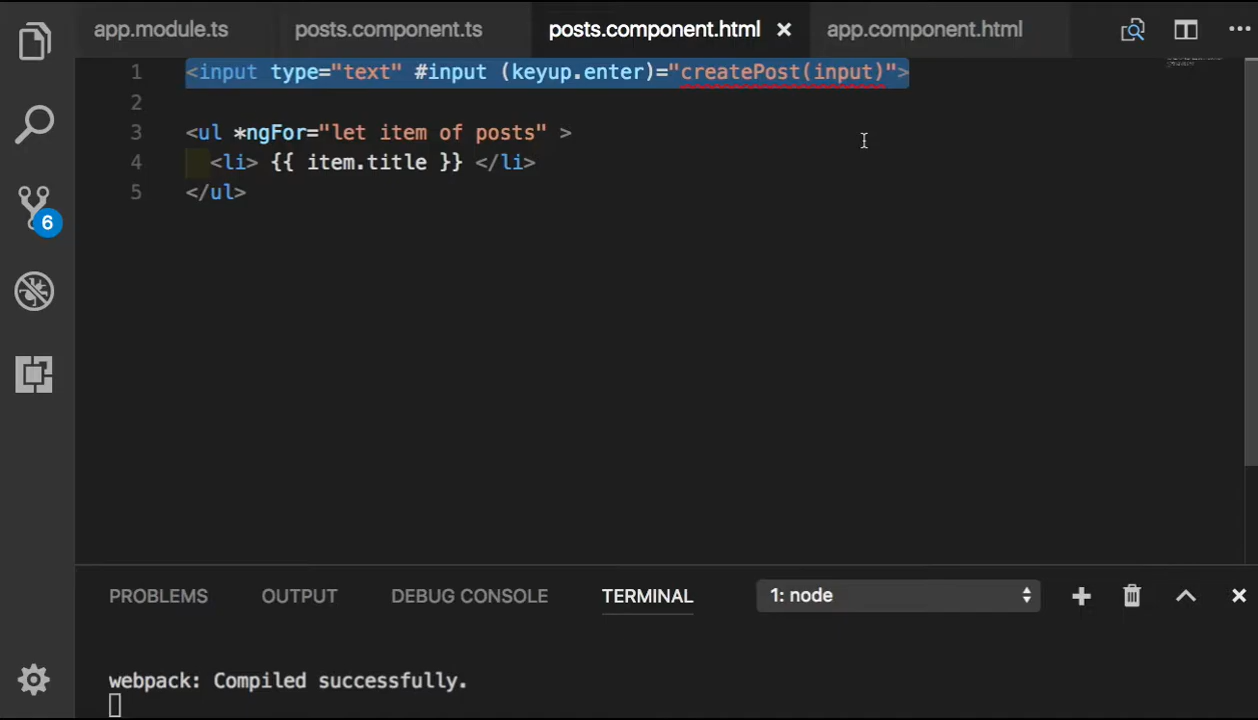 app.module.ts posts.component.ts posts.component.html app.component.html
1 <input type="text" #input (keyup.enter)="createPost(input)">
2
3 <ul *ngFor="let item of posts" >
4 <li> {{ item.title }} </li>
5 </ul>
6
PROBLEMS OUTPUT DEBUG CONSOLE TERMINAL 1: node
webpack: Compiled successfully.